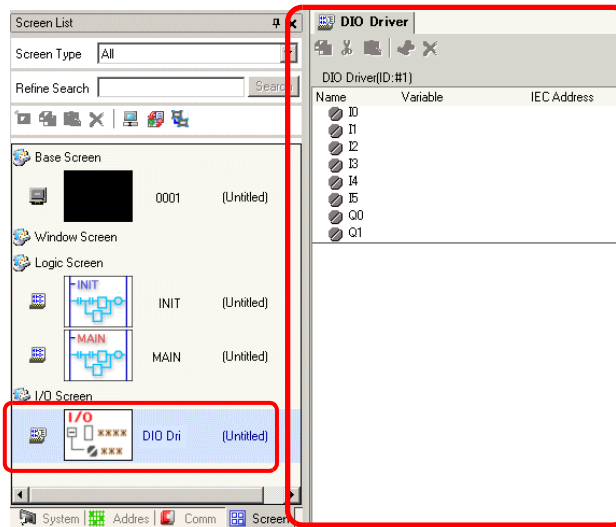 Screen List
Screen Type All
Refine Search Search
Base Screen
0001 (Untitled)
Window Screen
Logic Screen
INIT
INIT (Untitled)
MAIN
MAIN (Untitled)
I/O Screen
I/O
****
***
DIO Dri (Untitled)
System Addres Comm Screen
DIO Driver
DIO Driver(ID:#1)
Name Variable IEC Address
I0
I1
I2
I3
I4
I5
Q0
Q1